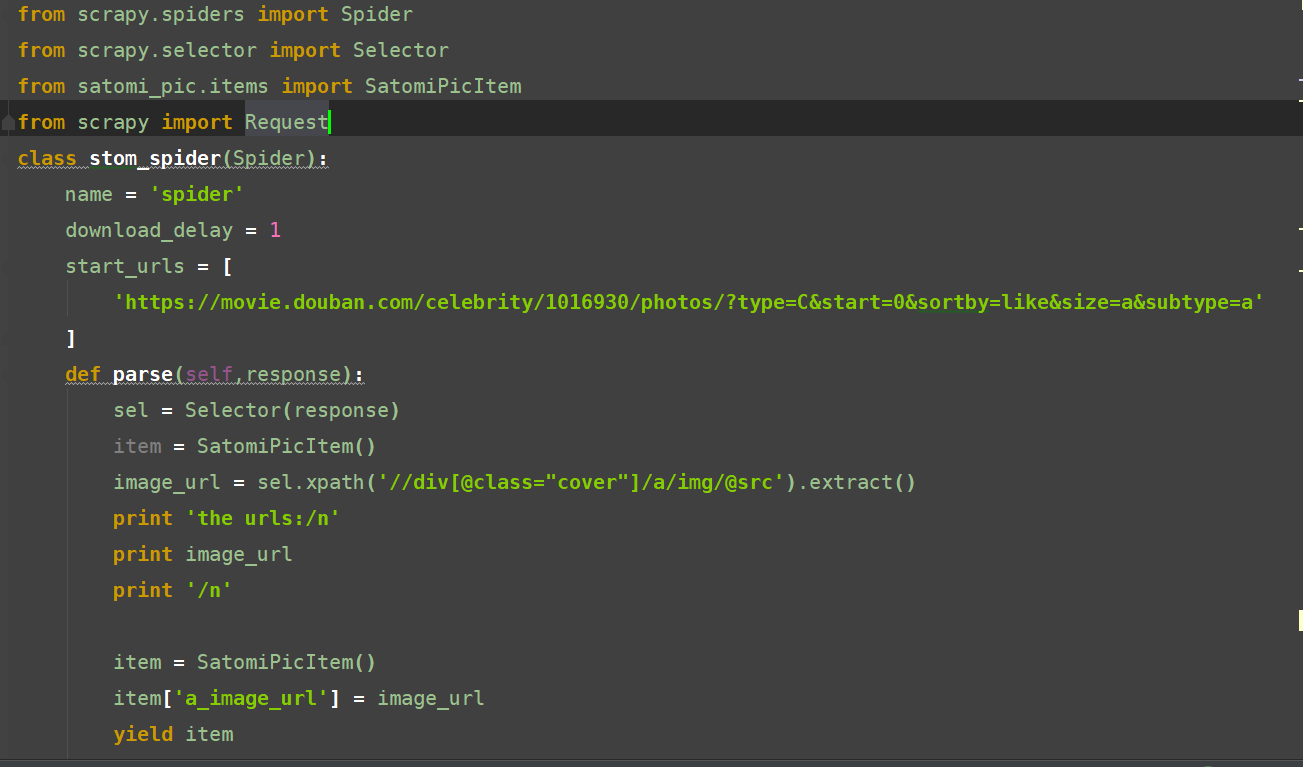 from scrapy.spiders import Spider
from scrapy.selector import Selector
from satomi_pic.items import SatomiPicItem
from scrapy import Request
class stom_spider(Spider):
    name = 'spider'
    download_delay = 1
    start_urls = [
        'https://movie.douban.com/celebrity/1016930/photos/?type=C&start=0&sortby=like&size=a&subtype=a'
    ]
    def parse(self,response):
        sel = Selector(response)
        item = SatomiPicItem()
        image_url = sel.xpath('//div[@class="cover"]/a/img/@src').extract()
        print 'the urls:/n'
        print image_url
        print '/n'

        item = SatomiPicItem()
        item['a_image_url'] = image_url
        yield item